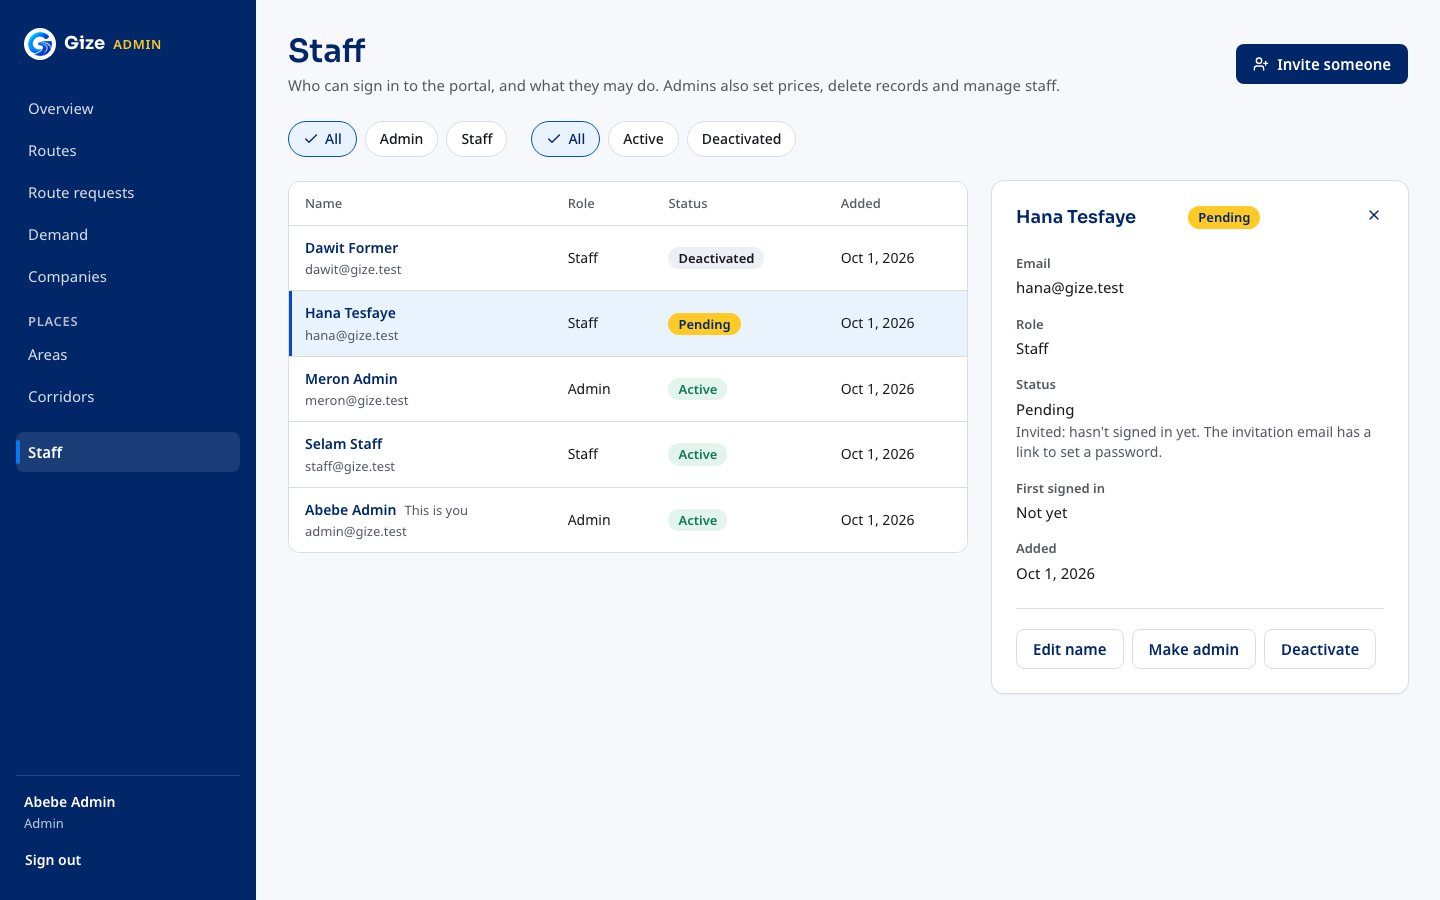 Gize ADMIN
Overview
Routes
Route requests
Demand
Companies
PLACES
Areas
Corridors
Staff
Abebe Admin
Admin
Sign out
Staff
Who can sign in to the portal, and what they may do. Admins also set prices, delete records and manage staff.
Invite someone
All Admin Staff All Active Deactivated
Name Role Status Added
Dawit Former
dawit@gize.test
Staff Deactivated Oct 1, 2026
Hana Tesfaye
hana@gize.test
Staff Pending Oct 1, 2026
Meron Admin
meron@gize.test
Admin Active Oct 1, 2026
Selam Staff
staff@gize.test
Staff Active Oct 1, 2026
Abebe Admin This is you
admin@gize.test
Admin Active Oct 1, 2026
Hana Tesfaye Pending
Email
hana@gize.test
Role
Staff
Status
Pending
Invited: hasn't signed in yet. The invitation email has a
link to set a password.
First signed in
Not yet
Added
Oct 1, 2026
Edit name Make admin Deactivate